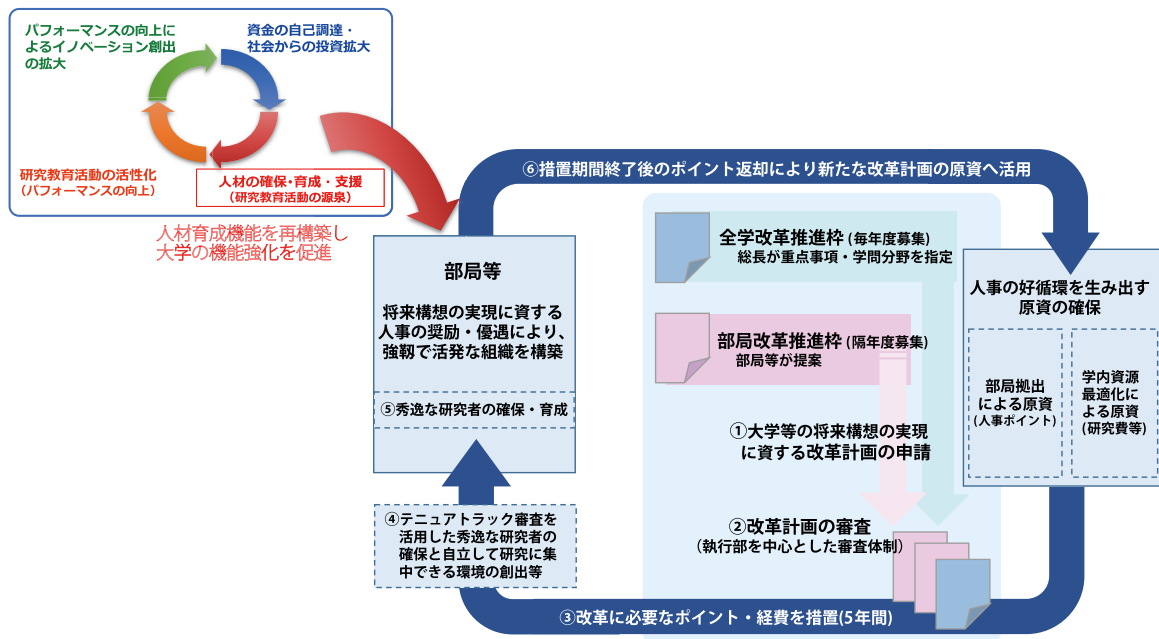 パフォーマンスの向上に
よるイノベーション創出
の拡大
資金の自己調達・
社会からの投資拡大
研究教育活動の活性化
(パフォーマンスの向上)
人材の確保・育成・支援
(研究教育活動の源泉)
人材育成機能を再構築し
大学の機能強化を促進
⑥措置期間終了後のポイント返却により新たな改革計画の原資へ活用
部局等
将来構想の実現に資する
人事の奨励・優遇により、
強靭で活発な組織を構築
⑤秀逸な研究者の確保・育成
④テニュアトラック審査を
活用した秀逸な研究者の
確保と自立して研究に集
中できる環境の創出等
全学改革推進枠 (毎年度募集)
総長が重点事項・学問分野を指定
部局改革推進枠 (隔年度募集)
部局等が提案
①大学等の将来構想の実現
に資する改革計画の申請
②改革計画の審査
(執行部を中心とした審査体制)
人事の好循環を生み出す
原資の確保
部局拠出
による原資
(人事ポイント)
学内資源
最適化に
よる原資
(研究費等)
③改革に必要なポイント・経費を措置(5年間)